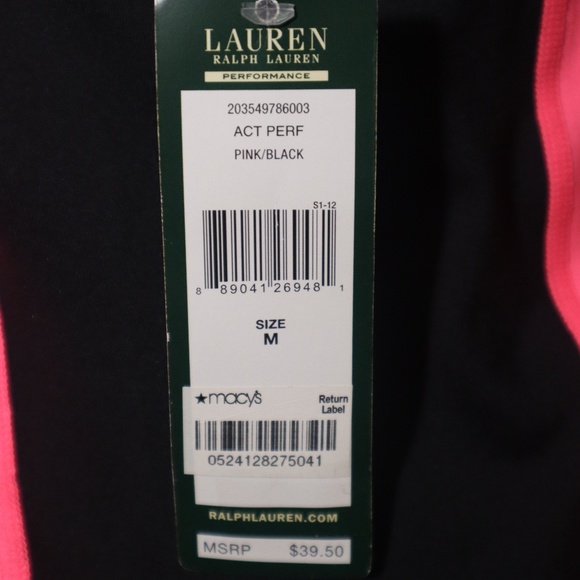 LAUREN
RALPH LAUREN
PERFORMANCE
203549786003
ACT PERF
PINK/BLACK
S1-12
8 89041 26948 1
SIZE
M
★macy's Return
Label
0524128275041
RALPHLAUREN.COM
MSRP $39.50